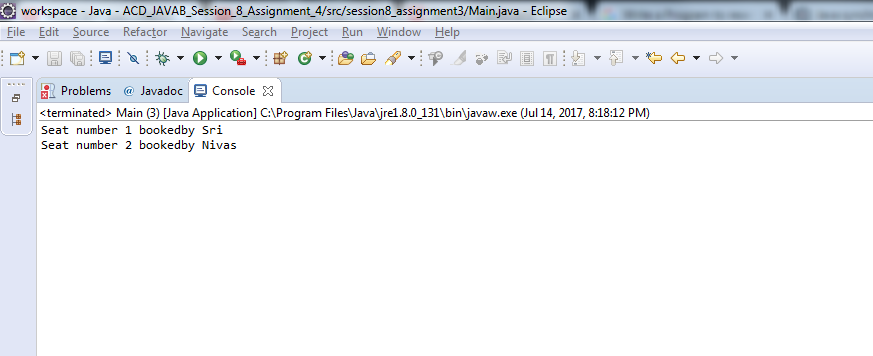 workspace - Java - ACD_JAVAB_Session_8_Assignment_4/src/session8_assignment3/Main.java - Eclipse
File Edit Source Refactor Navigate Search Project Run Window Help
Problems @ Javadoc Console
<terminated> Main (3) [Java Application] C:\Program Files\Java\jre1.8.0_131\bin\javaw.exe (Jul 14, 2017, 8:18:12 PM)
Seat number 1 bookedby Sri
Seat number 2 bookedby Nivas